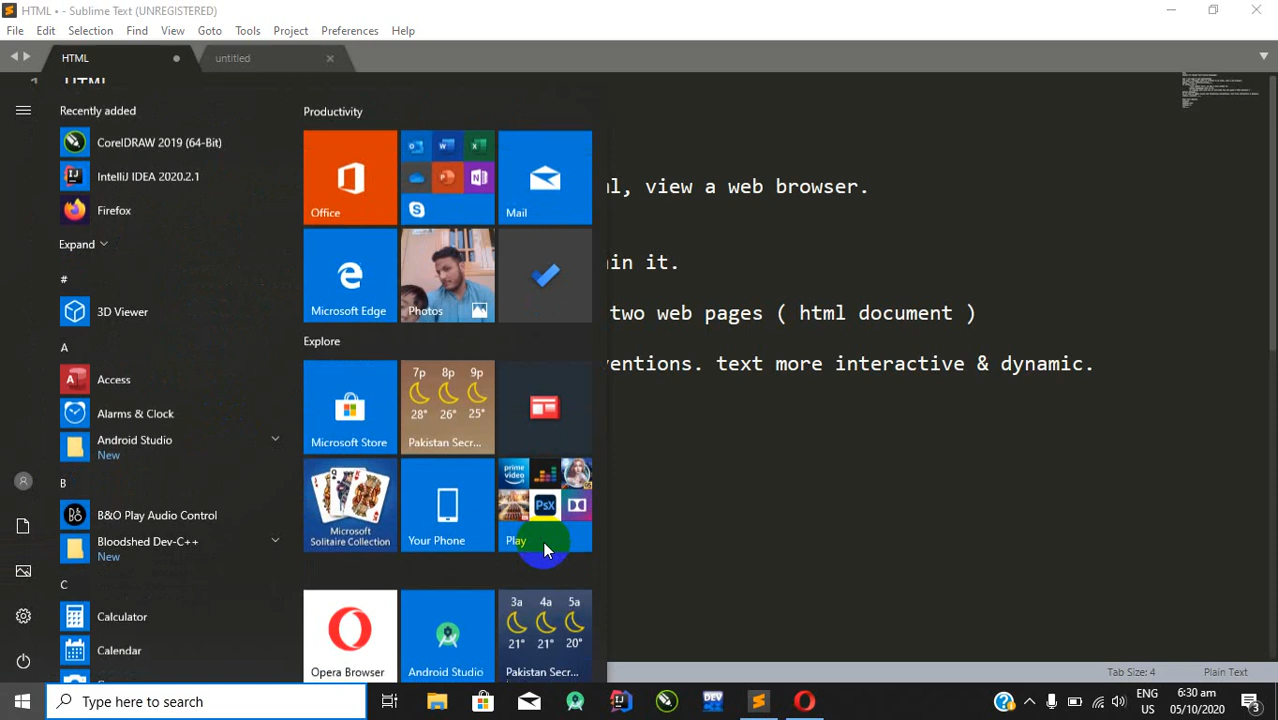 HTML • - Sublime Text (UNREGISTERED)
File Edit Selection Find View Goto Tools Project Preferences Help
HTML untitled
1 HTML
Recently added
CorelDRAW 2019 (64-Bit)
IntelliJ IDEA 2020.2.1
Firefox
Expand
#
3D Viewer
A
Access
Alarms & Clock
Android Studio
New
B
B&O Play Audio Control
Bloodshed Dev-C++
New
C
Calculator
Calendar
Productivity
Office
Mail
Microsoft Edge
Photos
Explore
Microsoft Store
7p 8p 9p
28° 26° 25°
Pakistan Secr...
Microsoft
Solitaire Collection
Your Phone
prime video
PsX
Play
Opera Browser
Android Studio
3a 4a 5a
21° 21° 20°
Pakistan Secr...
ml, view a web browser.
in it.
two web pages ( html document )
ventions. text more interactive & dynamic.
Tab Size: 4 Plain Text
Type here to search
DEV
ENG
US
6:30 am
05/10/2020
3